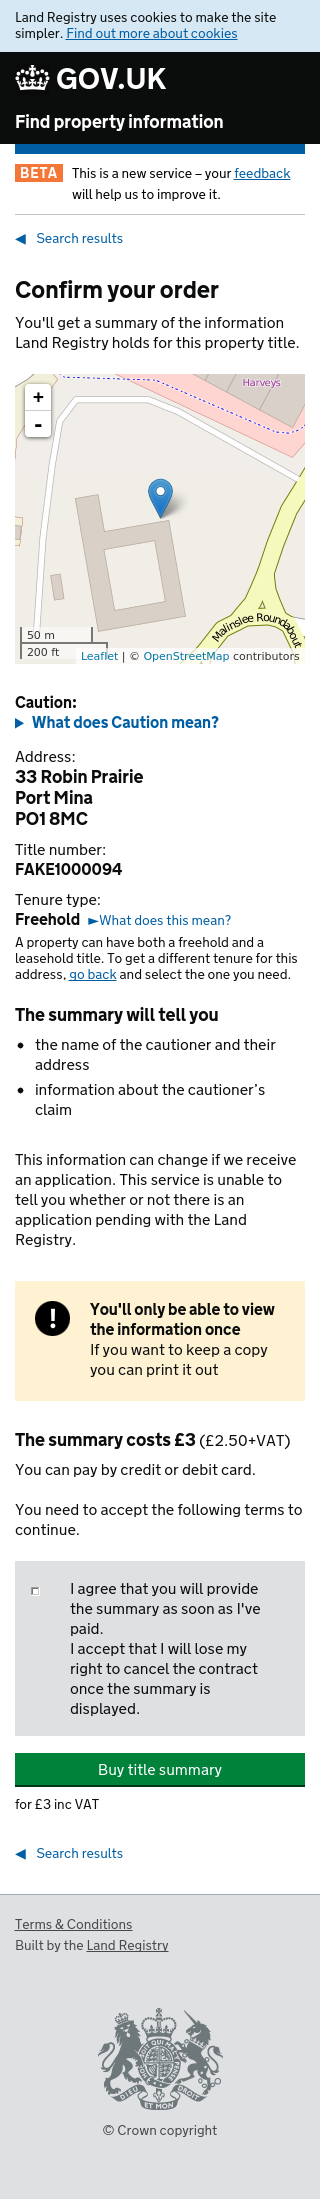 Land Registry uses cookies to make the site
simpler. Find out more about cookies
GOV.UK
Find property information
BETA
This is a new service – your feedback
will help us to improve it.
◀ Search results
Confirm your order
You'll get a summary of the information
Land Registry holds for this property title.
Harveys
+
-
Malinslee Roundabout
50 m
200 ft
Leaflet | © OpenStreetMap contributors
Caution:
▶ What does Caution mean?
Address:
33 Robin Prairie
Port Mina
PO1 8MC
Title number:
FAKE1000094
Tenure type:
Freehold ►What does this mean?
A property can have both a freehold and a
leasehold title. To get a different tenure for this
address, go back and select the one you need.
The summary will tell you
• the name of the cautioner and their
address
• information about the cautioner’s
claim
This information can change if we receive
an application. This service is unable to
tell you whether or not there is an
application pending with the Land
Registry.
!
You'll only be able to view
the information once
If you want to keep a copy
you can print it out
The summary costs £3 (£2.50+VAT)
You can pay by credit or debit card.
You need to accept the following terms to
continue.
I agree that you will provide
the summary as soon as I've
paid.
I accept that I will lose my
right to cancel the contract
once the summary is
displayed.
Buy title summary
for £3 inc VAT
◀ Search results
Terms & Conditions
Built by the Land Registry
DIEU ET MON DROIT
© Crown copyright